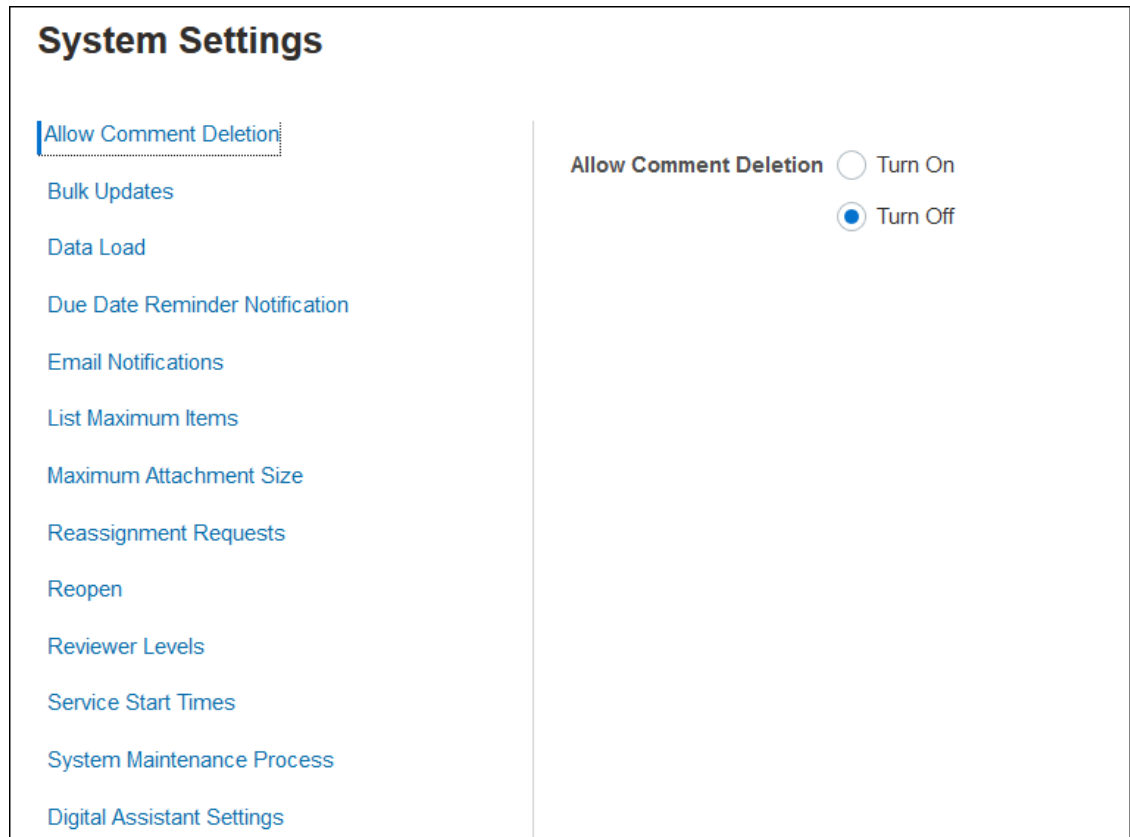 System Settings
Allow Comment Deletion
Bulk Updates
Data Load
Due Date Reminder Notification
Email Notifications
List Maximum Items
Maximum Attachment Size
Reassignment Requests
Reopen
Reviewer Levels
Service Start Times
System Maintenance Process
Digital Assistant Settings
Allow Comment Deletion Turn On
Turn Off